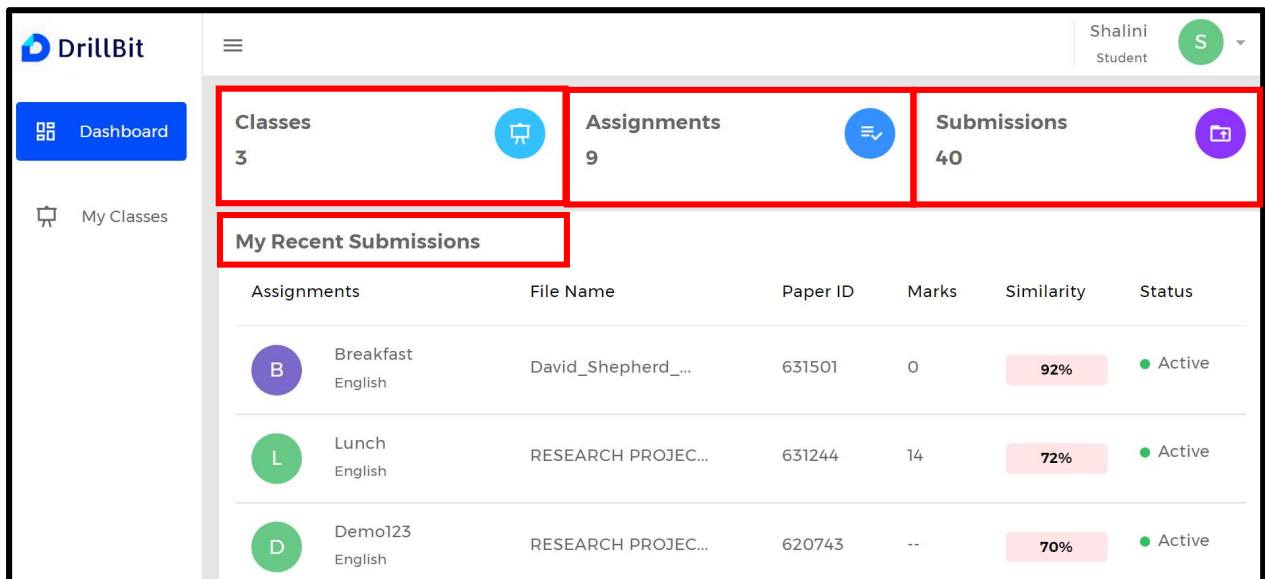 DrillBit
Shalini
Student
S
Dashboard
My Classes
Classes
3
Assignments
9
Submissions
40
My Recent Submissions
Assignments File Name Paper ID Marks Similarity Status
B Breakfast English David_Shepherd_... 631501 0 92% Active
L Lunch English RESEARCH PROJEC... 631244 14 72% Active
D Demo123 English RESEARCH PROJEC... 620743 -- 70% Active